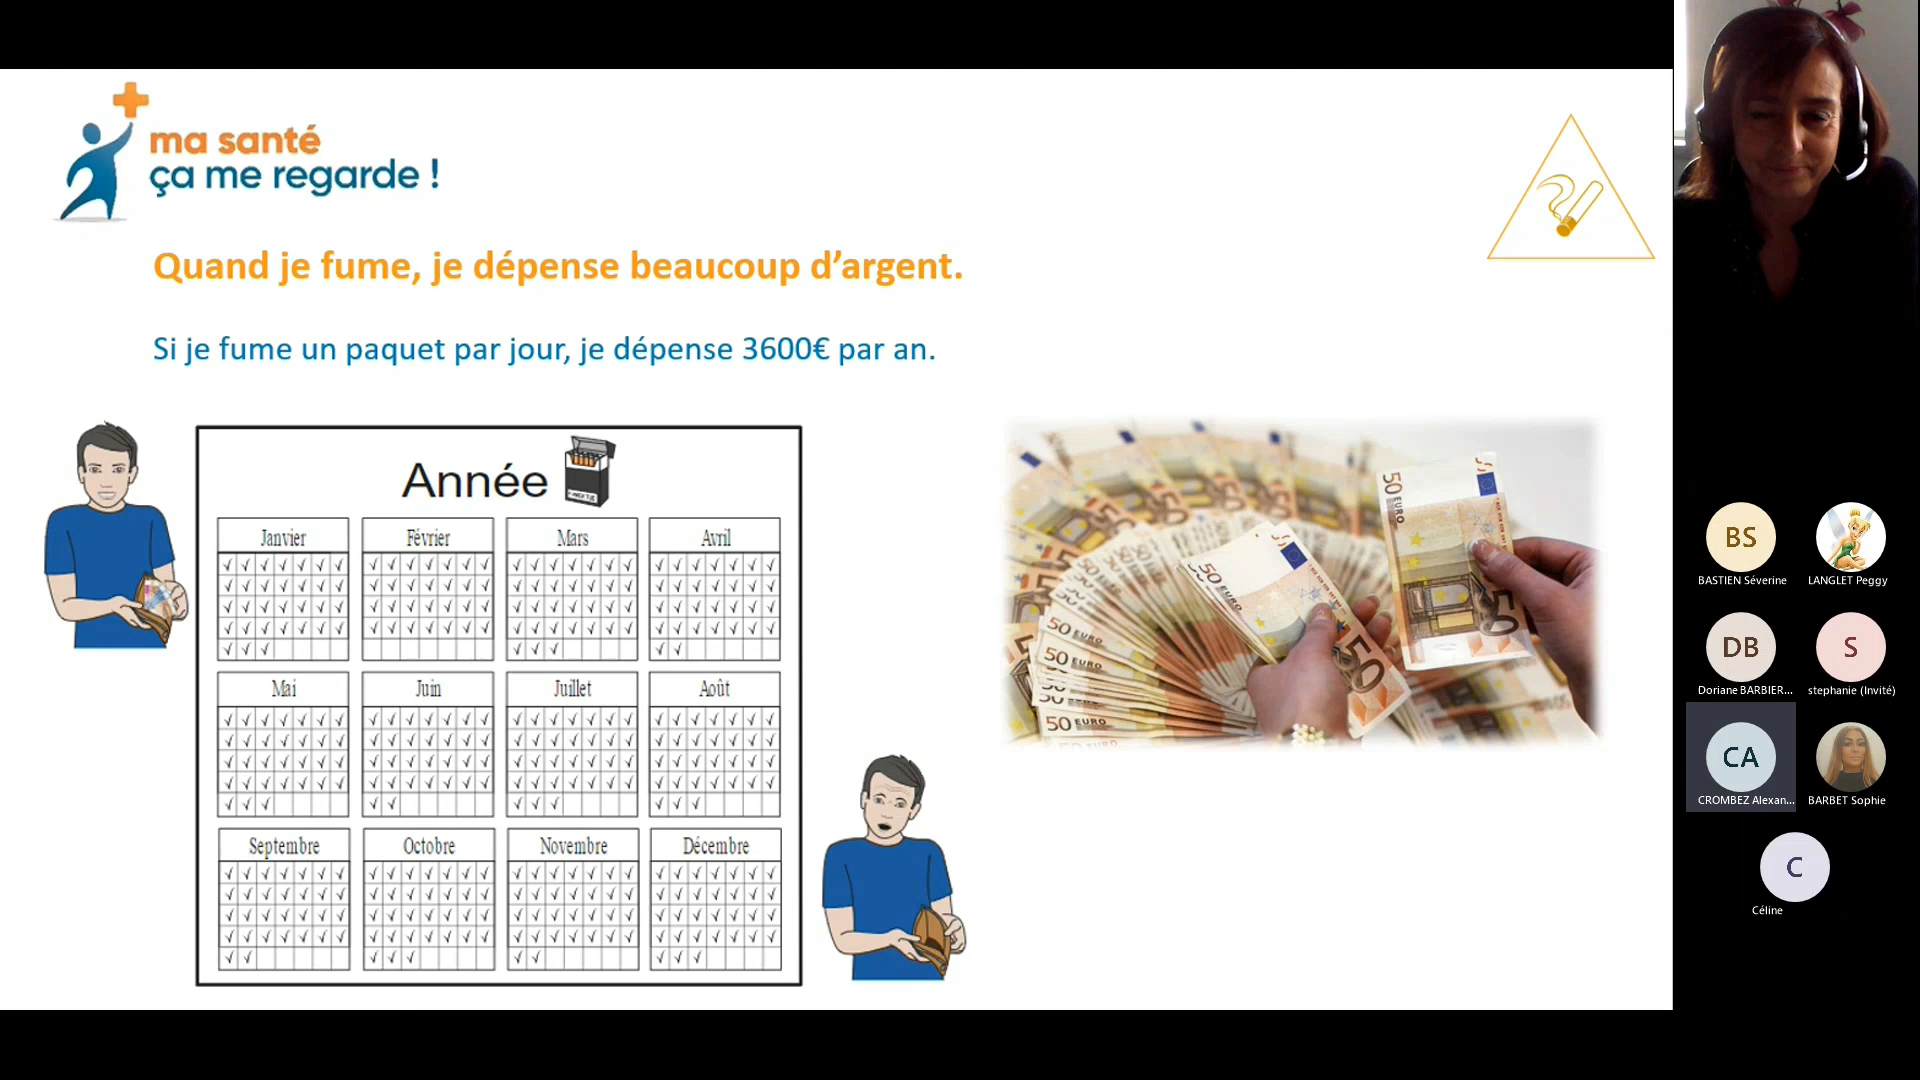 ma santé
ça me regarde !
Quand je fume, je dépense beaucoup d’argent.
Si je fume un paquet par jour, je dépense 3600€ par an.
Année
Janvier
Février
Mars
Avril
Mai
Juin
Juillet
Août
Septembre
Octobre
Novembre
Décembre
50 EURO
50 EURO
50
50 EURO
50 EURO
50 EURO
50
BS
BASTIEN Séverine
LANGLET Peggy
DB
Doriane BARBIER...
S
stephanie (Invité)
CA
CROMBEZ Alexan...
BARBET Sophie
C
Céline